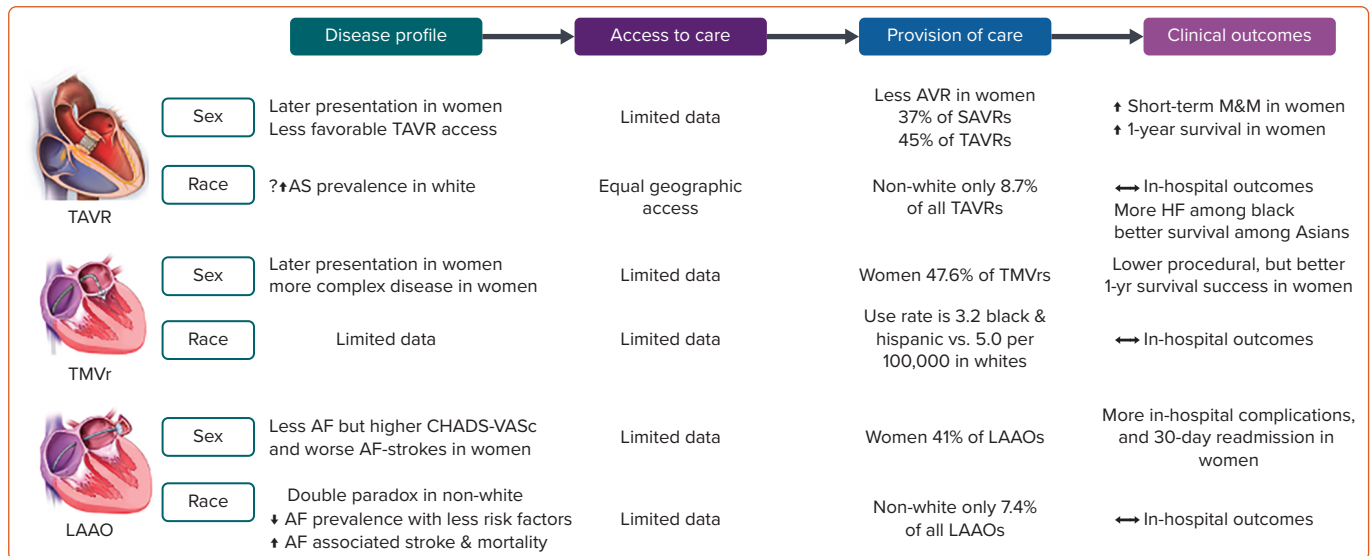 Disease profile
Access to care
Provision of care
Clinical outcomes
TAVR
Sex
Later presentation in women
Less favorable TAVR access
Limited data
Less AVR in women
37% of SAVRs
45% of TAVRs
↑ Short-term M&M in women
↑ 1-year survival in women
Race
?↑AS prevalence in white
Equal geographic
access
Non-white only 8.7%
of all TAVRs
↔ In-hospital outcomes
More HF among black
better survival among Asians
TMVr
Sex
Later presentation in women
more complex disease in women
Limited data
Women 47.6% of TMVrs
Lower procedural, but better
1-yr survival success in women
Race
Limited data
Limited data
Use rate is 3.2 black &
hispanic vs. 5.0 per
100,000 in whites
↔ In-hospital outcomes
LAAO
Sex
Less AF but higher CHADS-VASc
and worse AF-strokes in women
Limited data
Women 41% of LAAOs
More in-hospital complications,
and 30-day readmission in
women
Race
Double paradox in non-white
↓ AF prevalence with less risk factors
↑ AF associated stroke & mortality
Limited data
Non-white only 7.4%
of all LAAOs
↔ In-hospital outcomes